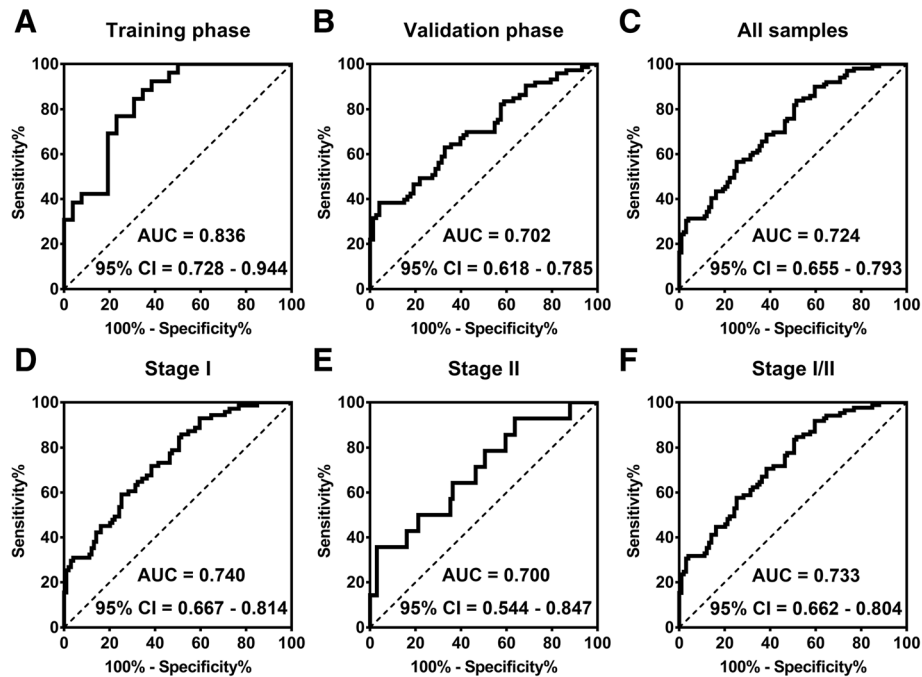 A Training phase
Sensitivity%
100
80
60
40
20
0
AUC = 0.836
95% CI = 0.728 - 0.944
0 20 40 60 80 100
100% - Specificity%
B Validation phase
Sensitivity%
100
80
60
40
20
0
AUC = 0.702
95% CI = 0.618 - 0.785
0 20 40 60 80 100
100% - Specificity%
C All samples
Sensitivity%
100
80
60
40
20
0
AUC = 0.724
95% CI = 0.655 - 0.793
0 20 40 60 80 100
100% - Specificity%
D Stage I
Sensitivity%
100
80
60
40
20
0
AUC = 0.740
95% CI = 0.667 - 0.814
0 20 40 60 80 100
100% - Specificity%
E Stage II
Sensitivity%
100
80
60
40
20
0
AUC = 0.700
95% CI = 0.544 - 0.847
0 20 40 60 80 100
100% - Specificity%
F Stage I/II
Sensitivity%
100
80
60
40
20
0
AUC = 0.733
95% CI = 0.662 - 0.804
0 20 40 60 80 100
100% - Specificity%